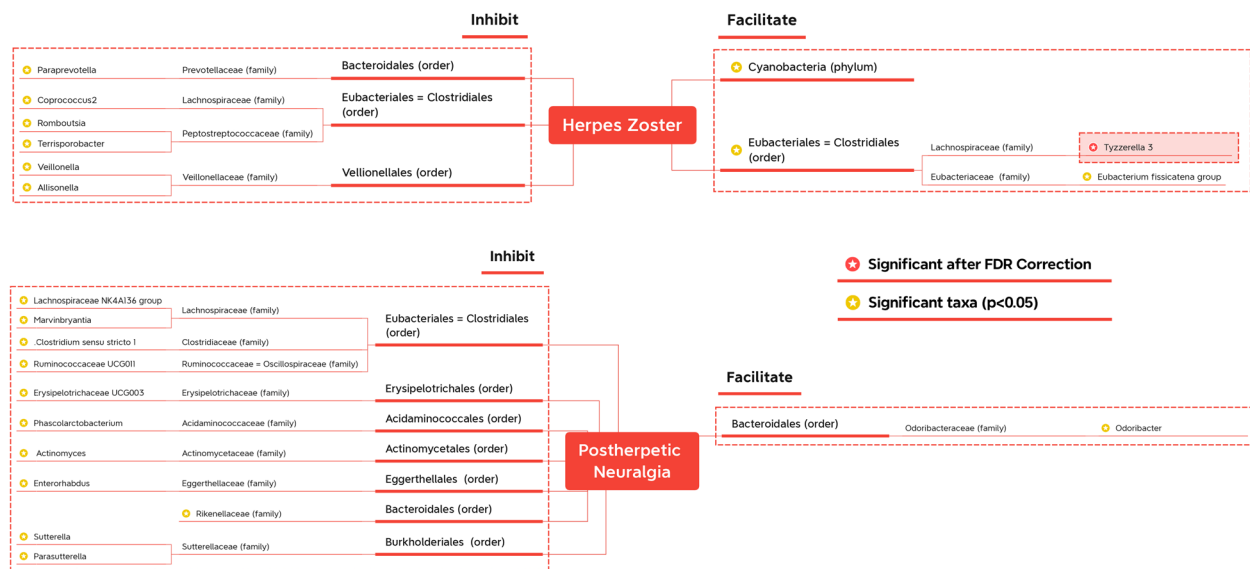 Inhibit
Facilitate
Paraprevotella
Prevotellaceae (family)
Bacteroidales (order)
Coprococcus2
Lachnospiraceae (family)
Eubacteriales = Clostridiales
(order)
Romboutsia
Terrisporobacter
Peptostreptococcaceae (family)
Veillonella
Allisonella
Veillonellaceae (family)
Vellionellales (order)
Herpes Zoster
Cyanobacteria (phylum)
Eubacteriales = Clostridiales
(order)
Lachnospiraceae (family)
Tyzzerella 3
Eubacteriaceae (family)
Eubacterium fissicatena group
Inhibit
Significant after FDR Correction
Significant taxa (p<0.05)
Lachnospiraceae NK4A136 group
Marvinbryantia
Lachnospiraceae (family)
Eubacteriales = Clostridiales
(order)
.Clostridium sensu stricto 1
Clostridiaceae (family)
Ruminococcaceae UCG011
Ruminococcaceae = Oscillospiraceae (family)
Erysipelotrichaceae UCG003
Erysipelotrichaceae (family)
Erysipelotrichales (order)
Phascolarctobacterium
Acidaminococcaceae (family)
Acidaminococcales (order)
Actinomyces
Actinomycetaceae (family)
Actinomycetales (order)
Enterorhabdus
Eggerthellaceae (family)
Eggerthellales (order)
Rikenellaceae (family)
Bacteroidales (order)
Sutterella
Parasutterella
Sutterellaceae (family)
Burkholderiales (order)
Postherpetic
Neuralgia
Facilitate
Bacteroidales (order)
Odoribacteraceae (family)
Odoribacter